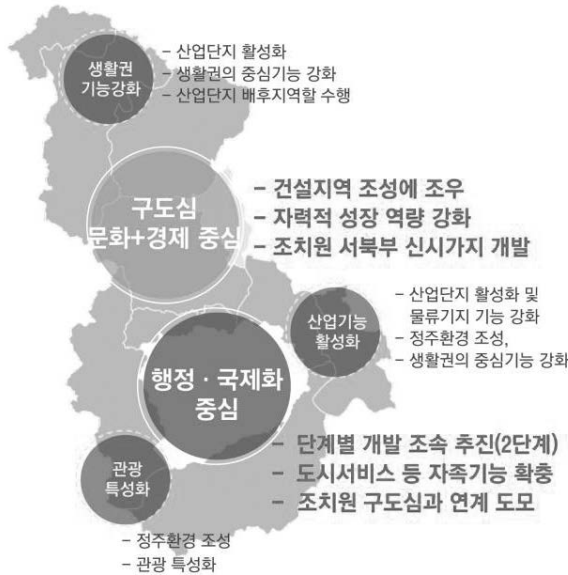 생활권
기능강화
- 산업단지 활성화
- 생활권의 중심기능 강화
- 산업단지 배후지역할 수행
구도심
문화+경제 중심
- 건설지역 조성에 조우
- 자력적 성장 역량 강화
- 조치원 서북부 신시가지 개발
산업기능
활성화
- 산업단지 활성화 및
물류기지 기능 강화
- 정주환경 조성,
- 생활권의 중심기능 강화
행정 · 국제화
중심
- 단계별 개발 조속 추진(2단계)
- 도시서비스 등 자족기능 확충
- 조치원 구도심과 연계 도모
관광
특성화
- 정주환경 조성
- 관광 특성화